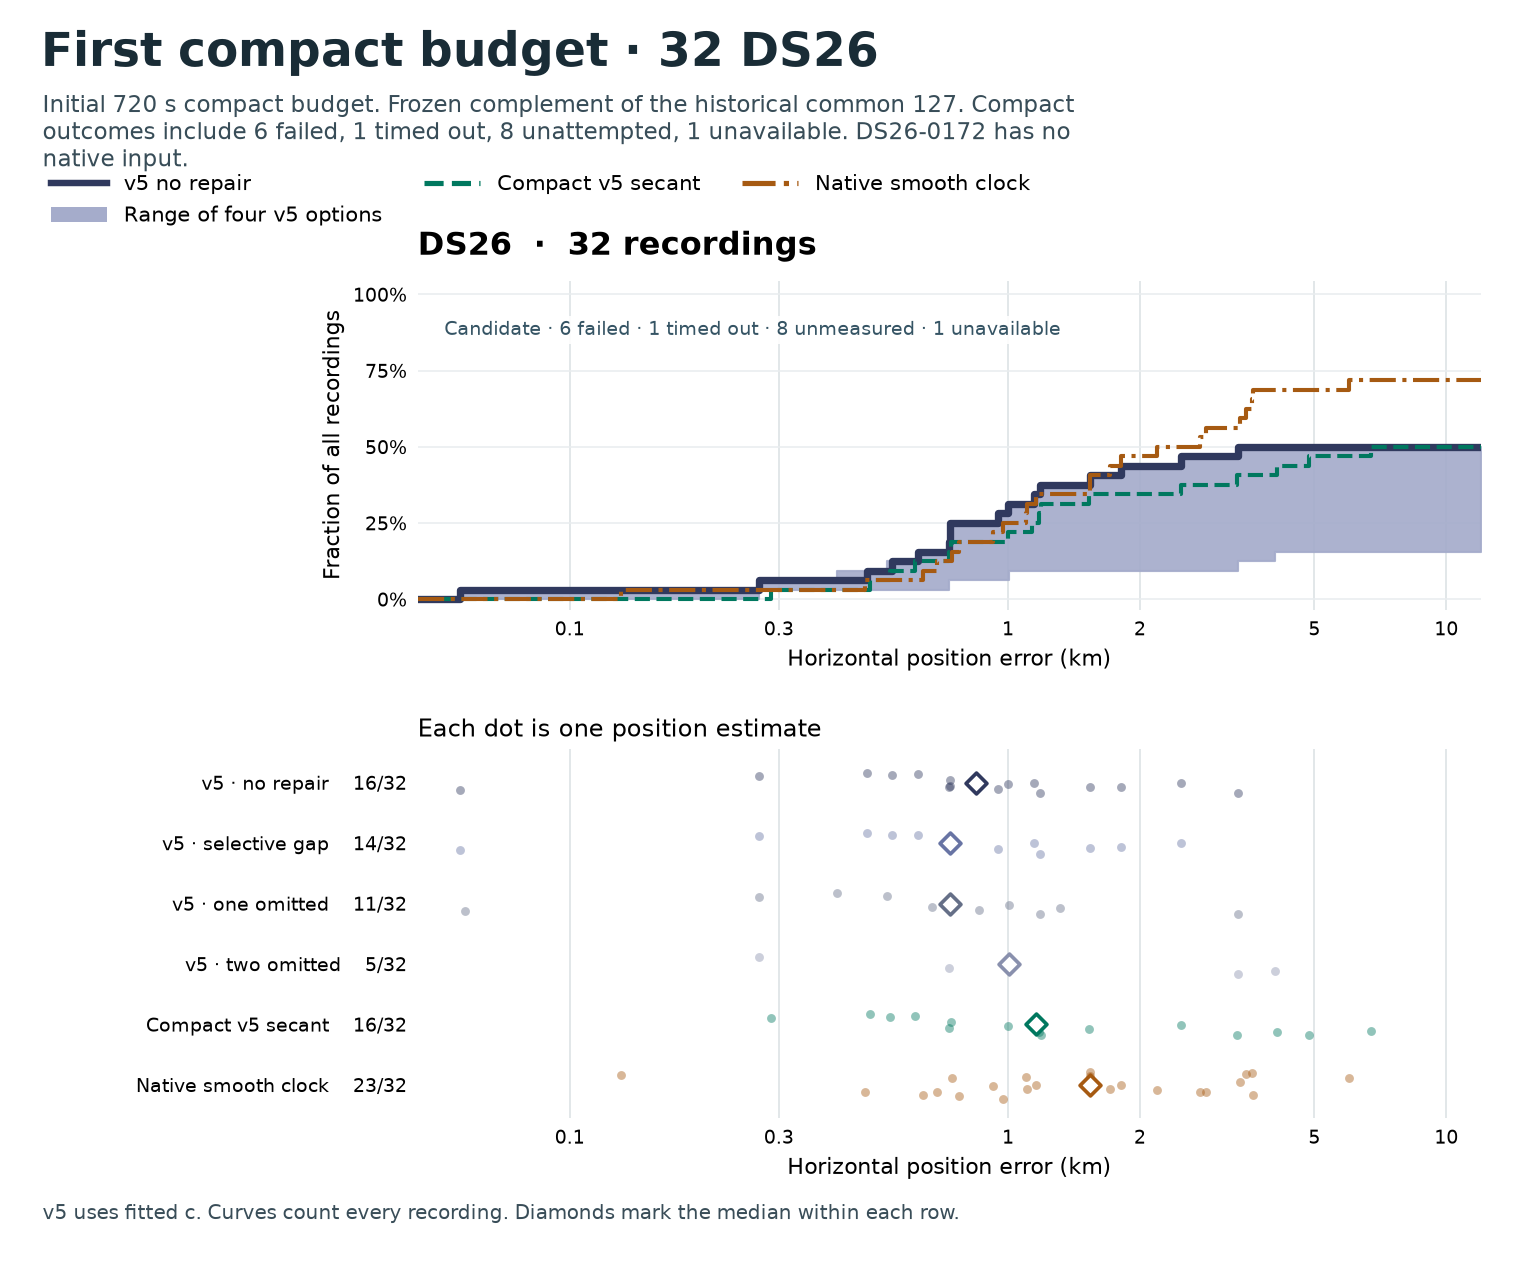 First compact budget · 32 DS26
Initial 720 s compact budget. Frozen complement of the historical common 127. Compact
outcomes include 6 failed, 1 timed out, 8 unattempted, 1 unavailable. DS26-0172 has no
native input.
v5 no repair
Compact v5 secant
Native smooth clock
Range of four v5 options
DS26 · 32 recordings
Fraction of all recordings
100%
75%
50%
25%
0%
Candidate · 6 failed · 1 timed out · 8 unmeasured · 1 unavailable
0.1 0.3 1 2 5 10
Horizontal position error (km)
Each dot is one position estimate
v5 · no repair 16/32
v5 · selective gap 14/32
v5 · one omitted 11/32
v5 · two omitted 5/32
Compact v5 secant 16/32
Native smooth clock 23/32
0.1 0.3 1 2 5 10
Horizontal position error (km)
v5 uses fitted c. Curves count every recording. Diamonds mark the median within each row.